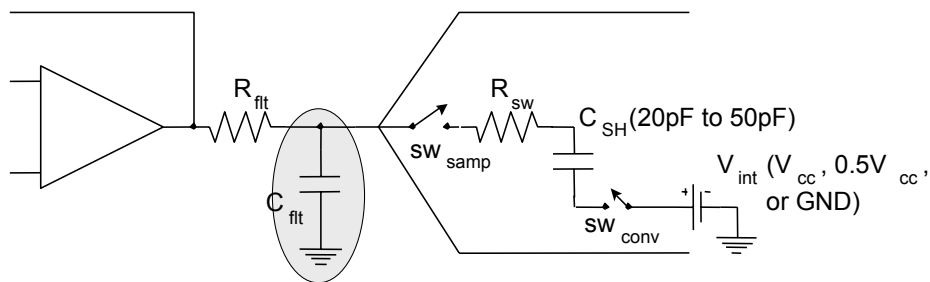 R flt
R sw
C SH (20pF to 50pF)
sw samp
V int (V cc , 0.5V cc ,
or GND)
+ -
C flt
sw conv